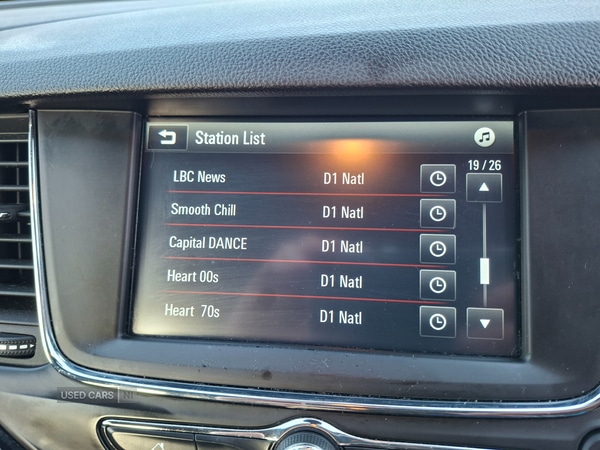 Station List
19 / 26
LBC News D1 Natl
Smooth Chill D1 Natl
Capital DANCE D1 Natl
Heart 00s D1 Natl
Heart 70s D1 Natl
USED CARS NI